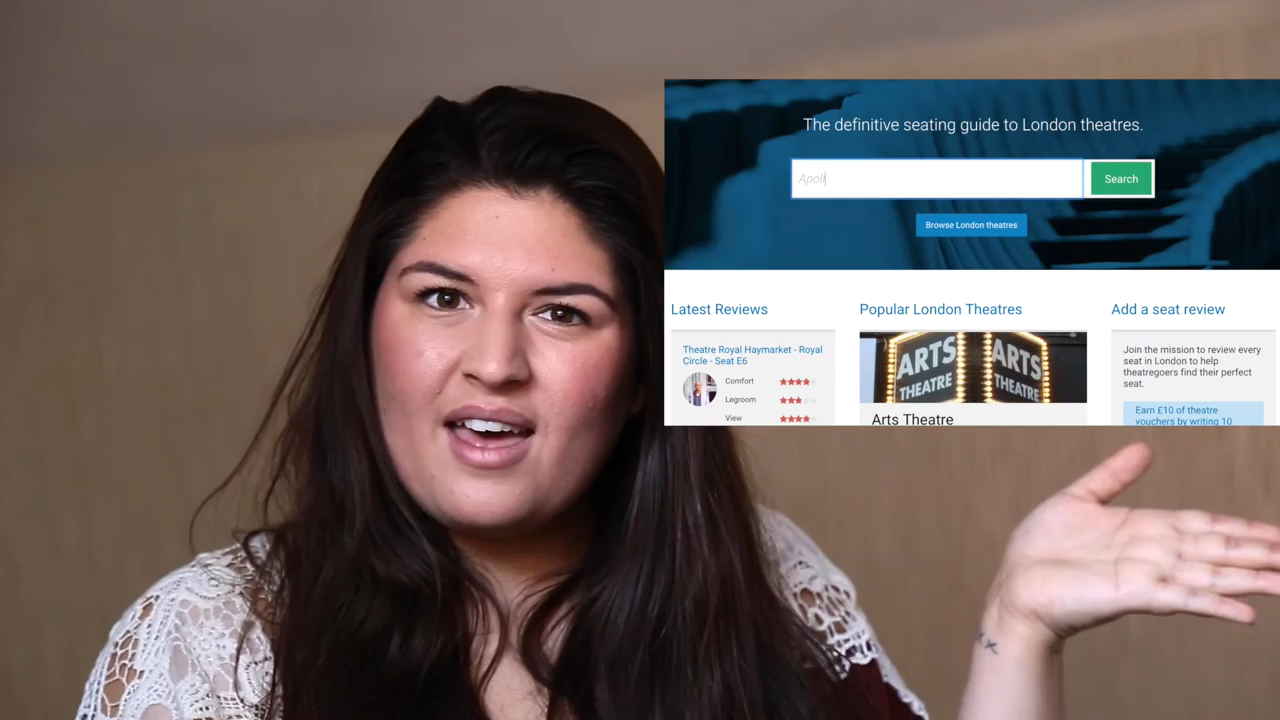 The definitive seating guide to London theatres.
Apoll
Search
Browse London theatres
Latest Reviews
Theatre Royal Haymarket - Royal
Circle - Seat E6
Comfort
Legroom
View
Popular London Theatres
ARTS
THEATRE
ARTS
THEATRE
Arts Theatre
Add a seat review
Join the mission to review every
seat in London to help
theatregoers find their perfect
seat.
Earn £10 of theatre
vouchers by writing 10